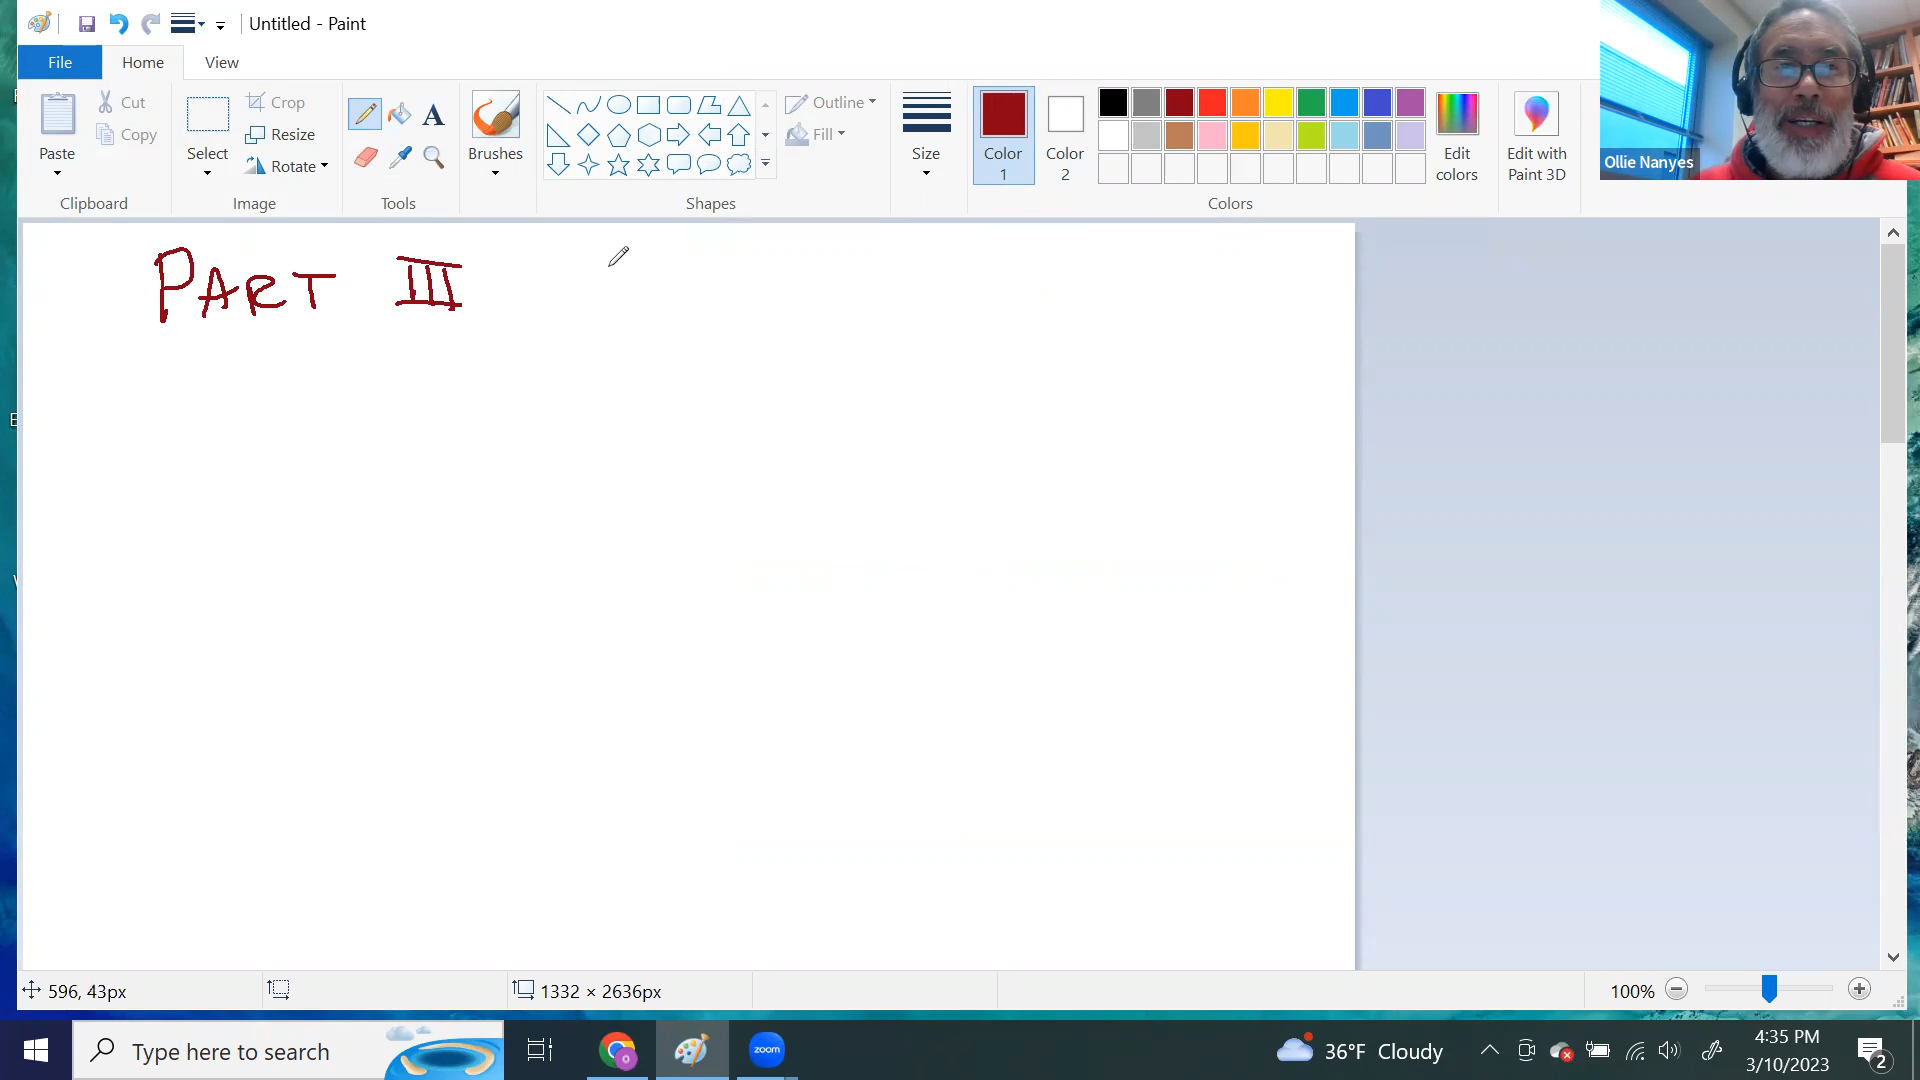 Untitled - Paint
File Home View
Cut
Copy
Paste
Clipboard
Crop
Resize
Rotate
Select
Image
A
Tools
Brushes
Shapes
Outline
Fill
Size
Color 1
Color 2
Colors
Edit colors
Edit with Paint 3D
Ollie Nanyes
PART III
596, 43px
1332 × 2636px
100%
Type here to search
zoom
36°F Cloudy
4:35 PM
3/10/2023
2